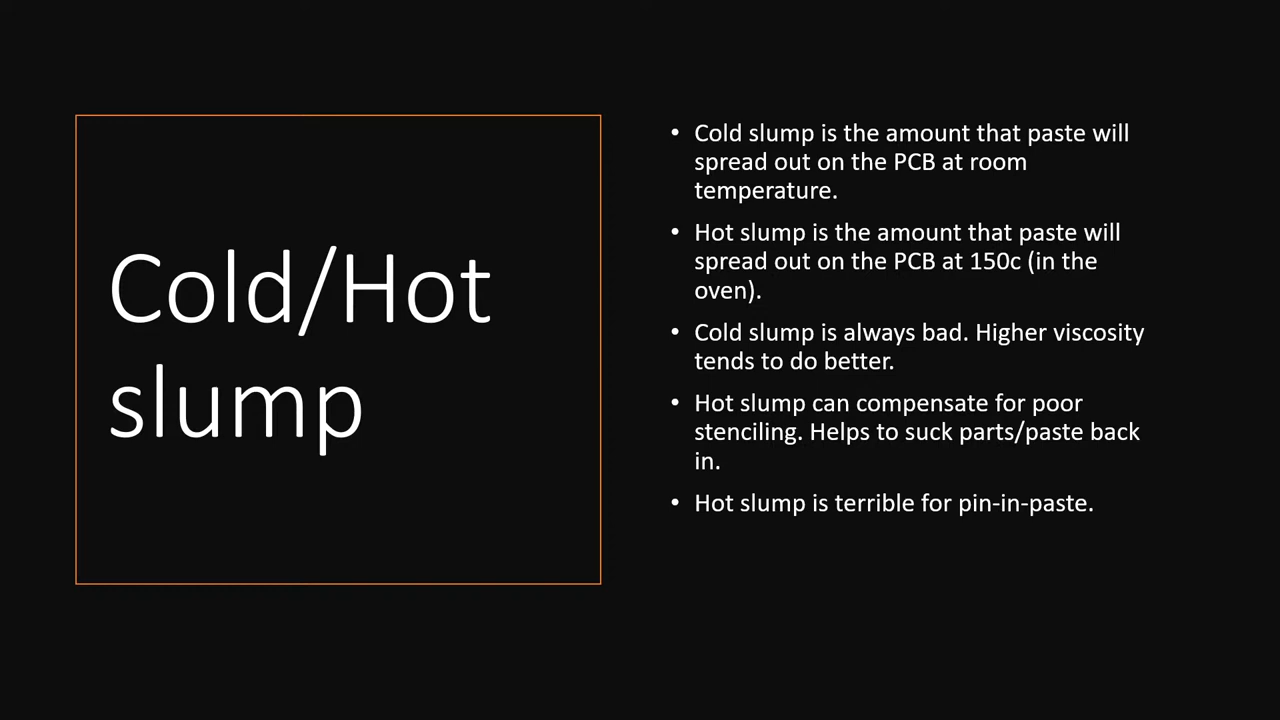 Cold/Hot
slump
• Cold slump is the amount that paste will
spread out on the PCB at room
temperature.
• Hot slump is the amount that paste will
spread out on the PCB at 150c (in the
oven).
• Cold slump is always bad. Higher viscosity
tends to do better.
• Hot slump can compensate for poor
stenciling. Helps to suck parts/paste back
in.
• Hot slump is terrible for pin-in-paste.